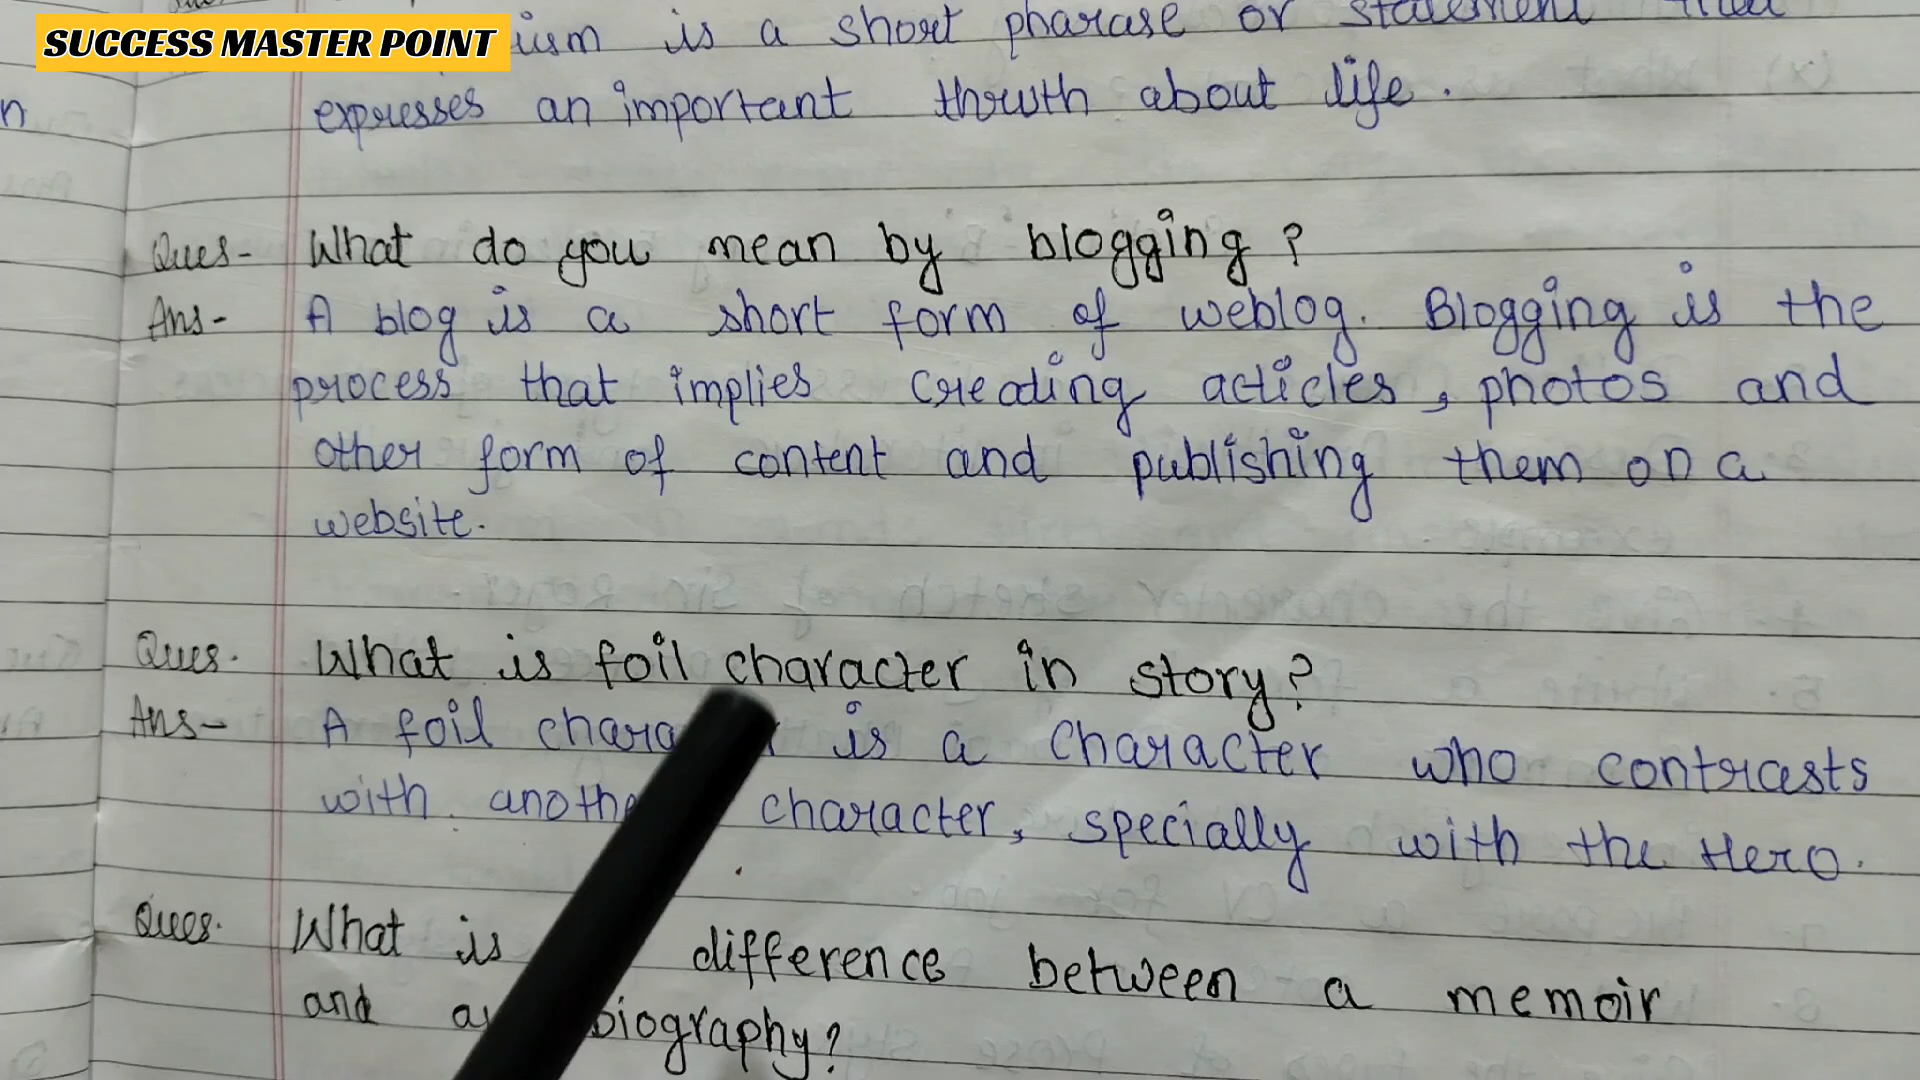 SUCCESS MASTER POINT
is a short pharase or statement
n
expresses an important thruth about life.
Ques- What do you mean by blogging?
Ans- A blog is a short form of weblog. Blogging is the
process that implies creating acticles, photos and
other form of content and publishing them on a
website.
Ques. What is foil character in story?
Ans- A foil is a character who contrasts
with character, specially with the Hero.
Ques. What is difference between a memoir
and biography?